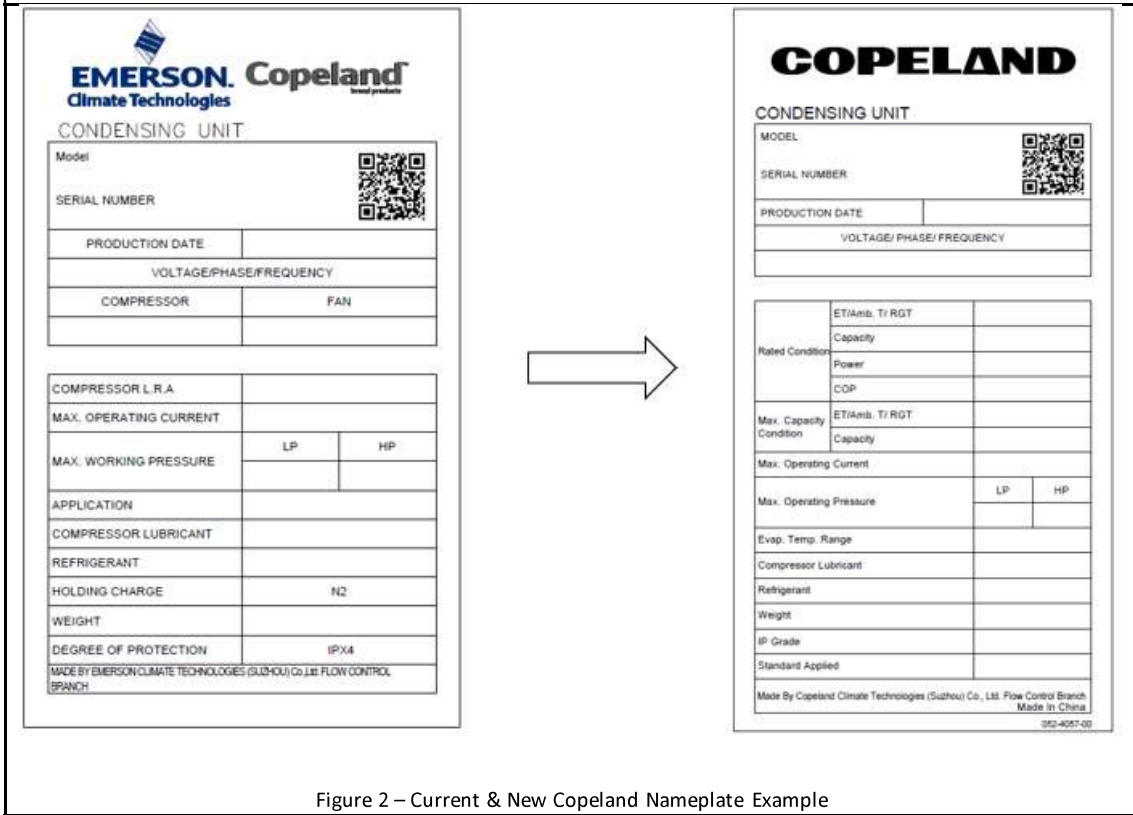 EMERSON. Copeland™
Climate Technologies brand products
CONDENSING UNIT
Model
SERIAL NUMBER
PRODUCTION DATE
VOLTAGE/PHASE/FREQUENCY
COMPRESSOR FAN
COMPRESSOR L.R.A
MAX. OPERATING CURRENT
MAX. WORKING PRESSURE LP HP
APPLICATION
COMPRESSOR LUBRICANT
REFRIGERANT
HOLDING CHARGE N2
WEIGHT
DEGREE OF PROTECTION IPX4
MADE BY EMERSON CLIMATE TECHNOLOGIES (SUZHOU) Co.,Ltd. FLOW CONTROL
BRANCH
COPELAND
CONDENSING UNIT
MODEL
SERIAL NUMBER
PRODUCTION DATE
VOLTAGE/ PHASE/ FREQUENCY
Rated Condition
ET/Amb. T/ RGT
Capacity
Power
COP
Max. Capacity
Condition
ET/Amb. T/ RGT
Capacity
Max. Operating Current
Max. Operating Pressure LP HP
Evap. Temp. Range
Compressor Lubricant
Refrigerant
Weight
IP Grade
Standard Applied
Made By Copeland Climate Technologies (Suzhou) Co., Ltd. Flow Control Branch
Made In China
052-4057-00
Figure 2 – Current & New Copeland Nameplate Example